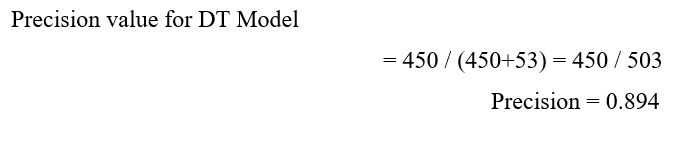 Precision value for DT Model
= 450 / (450+53) = 450 / 503
Precision = 0.894